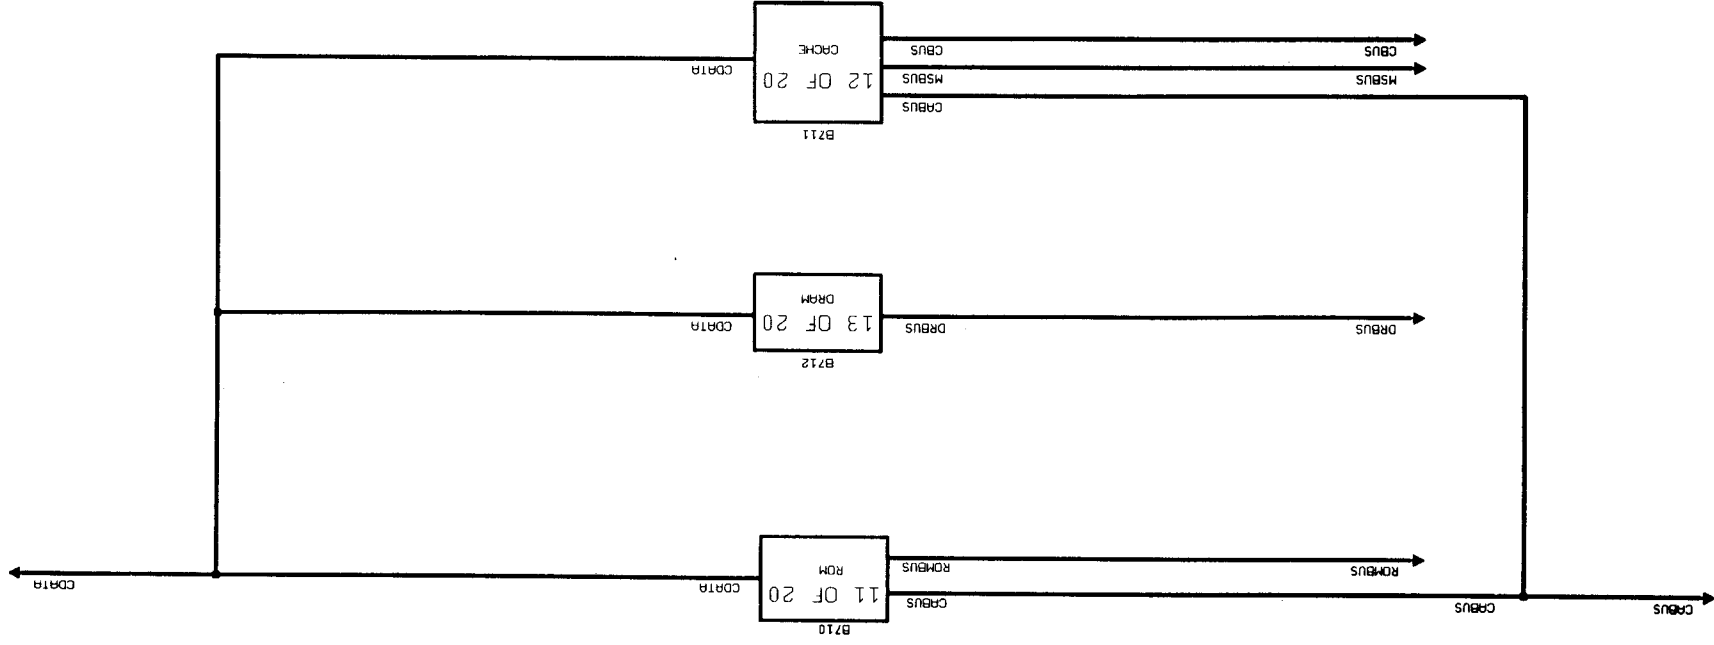 B710
CABUS
CABUS
CABUS
11 OF 20
CDATA
CDATA
ROMBUS
ROMBUS
ROM
B712
DRBUS
DRBUS
13 OF 20
CDATA
DRAM
B711
CABUS
MSBUS
MSBUS
12 OF 20
CDATA
CBUS
CBUS
CACHE